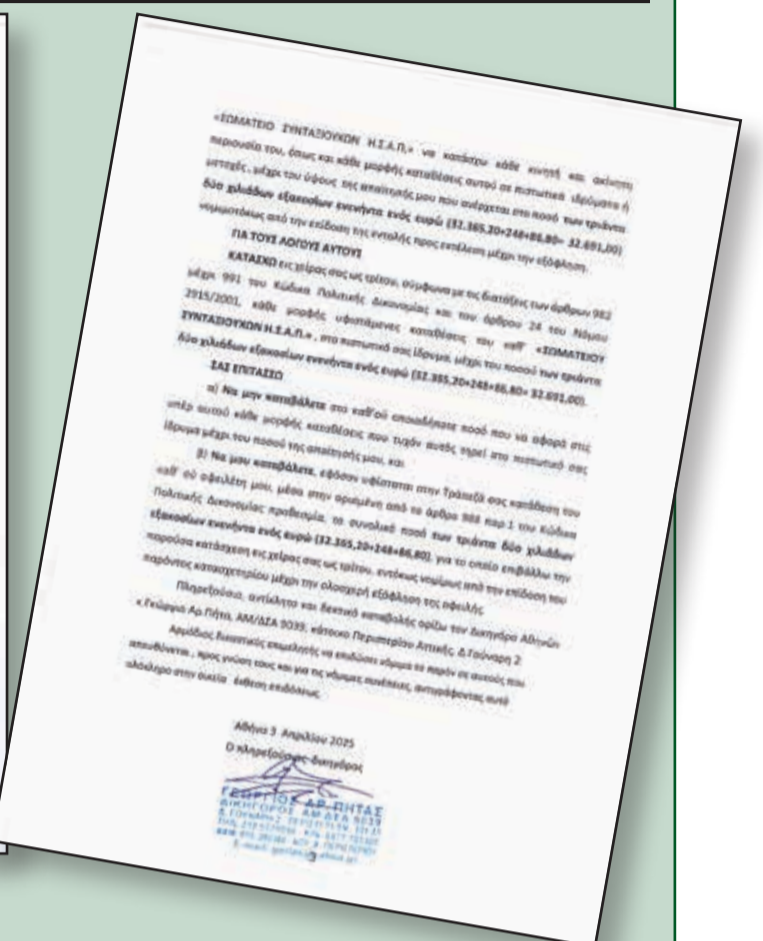 «ΣΩΜΑΤΕΙΟ ΣΥΝΤΑΞΙΟΥΧΩΝ Η.Σ.Α.Π.» να κατάσχω κάθε κινητή και ακίνητη
περιουσία του, όπως και κάθε μορφής καταθέσεις αυτού σε πιστωτικά ιδρύματα ή
μετοχές, μέχρι του ύψους της απαίτησής μου που ανέρχεται στο ποσό των τριάντα
δύο χιλιάδων εξακοσίων ενενήντα ενός ευρώ (32.365,20+248+86,80= 32.691,00)
νομιμοτόκως από την επίδοση της εντολής προς εκτέλεση μέχρι την εξόφληση.
ΓΙΑ ΤΟΥΣ ΛΟΓΟΥΣ ΑΥΤΟΥΣ
ΚΑΤΑΣΧΩ εις χείρας σας ως τρίτου, σύμφωνα με τις διατάξεις των άρθρων 982
μέχρι 991 του Κώδικα Πολιτικής Δικονομίας και του άρθρου 24 του Νόμου
2915/2001, κάθε μορφής υφιστάμενες καταθέσεις του καθ' «ΣΩΜΑΤΕΙΟΥ
ΣΥΝΤΑΞΙΟΥΧΩΝ Η.Σ.Α.Π.», στο πιστωτικό σας ίδρυμα, μέχρι του ποσού των τριάντα
δύο χιλιάδων εξακοσίων ενενήντα ενός ευρώ (32.365,20+248+86,80= 32.691,00).
ΣΑΣ ΕΠΙΤΑΣΣΩ
α) Να μην καταβάλετε στο καθ'ού οποιοδήποτε ποσό που να αφορά στις
υπέρ αυτού κάθε μορφής καταθέσεις που τυχόν αυτός τηρεί στο πιστωτικό σας
ίδρυμα μέχρι του ποσού της απαίτησής μου, και
β) Να μου καταβάλετε, εφόσον υφίσταται στην Τράπεζά σας κατάθεση του
καθ' ού οφειλέτη μου, μέσα στην ορισμένη από το άρθρο 988 παρ.1 του Κώδικα
Πολιτικής Δικονομίας προθεσμία, το συνολικό ποσό των τριάντα δύο χιλιάδων
εξακοσίων ενενήντα ενός ευρώ (32.365,20+248+86,80), για το οποίο επιβάλλω την
παρούσα κατάσχεση εις χείρας σας ως τρίτου, εντόκως νομίμως από την επίδοση του
παρόντος κατασχετηρίου μέχρι την ολοσχερή εξόφληση της οφειλής.
Πληρεξούσιο, αντίκλητο και δεκτικό καταβολής ορίζω τον Δικηγόρο Αθηνών
κ.Γεώργιο Αρ.Πήτα, ΑΜ/ΔΣΑ 9039, κάτοικο Περιστερίου Αττικής, Δ.Γούναρη 2.
Αρμόδιος δικαστικός επιμελητής να επιδώσει νόμιμα το παρόν σε αυτούς που
απευθύνεται, προς γνώση τους και για τις νόμιμες συνέπειες, αντιγράφοντας αυτό
ολόκληρο στην οικεία έκθεση επιδόσεως.
Αθήνα 3 Απριλίου 2025
Ο πληρεξούσιος δικηγόρος
ΓΕΩΡΓΙΟΣ ΑΡ. ΠΗΤΑΣ
ΔΙΚΗΓΟΡΟΣ ΑΜ ΔΣΑ 9039
3